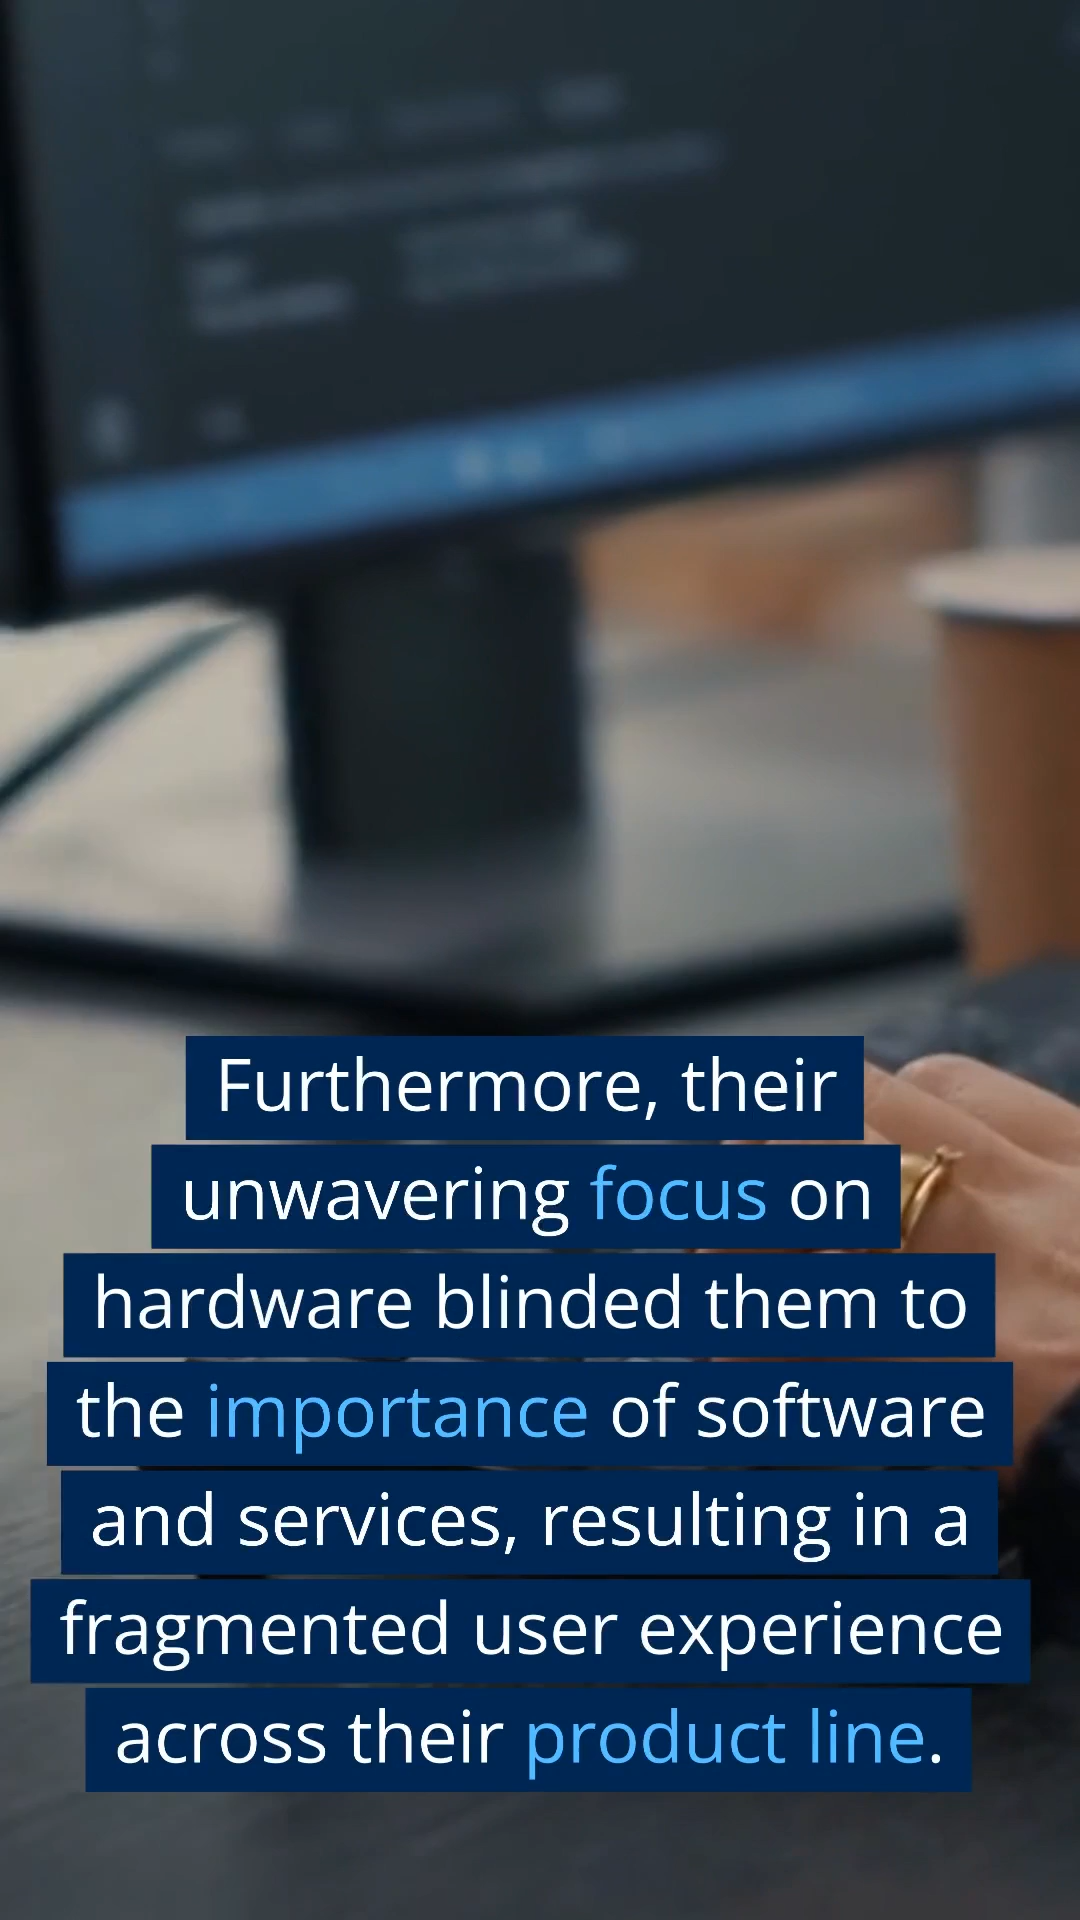 Furthermore, their
unwavering focus on
hardware blinded them to
the importance of software
and services, resulting in a
fragmented user experience
across their product line.